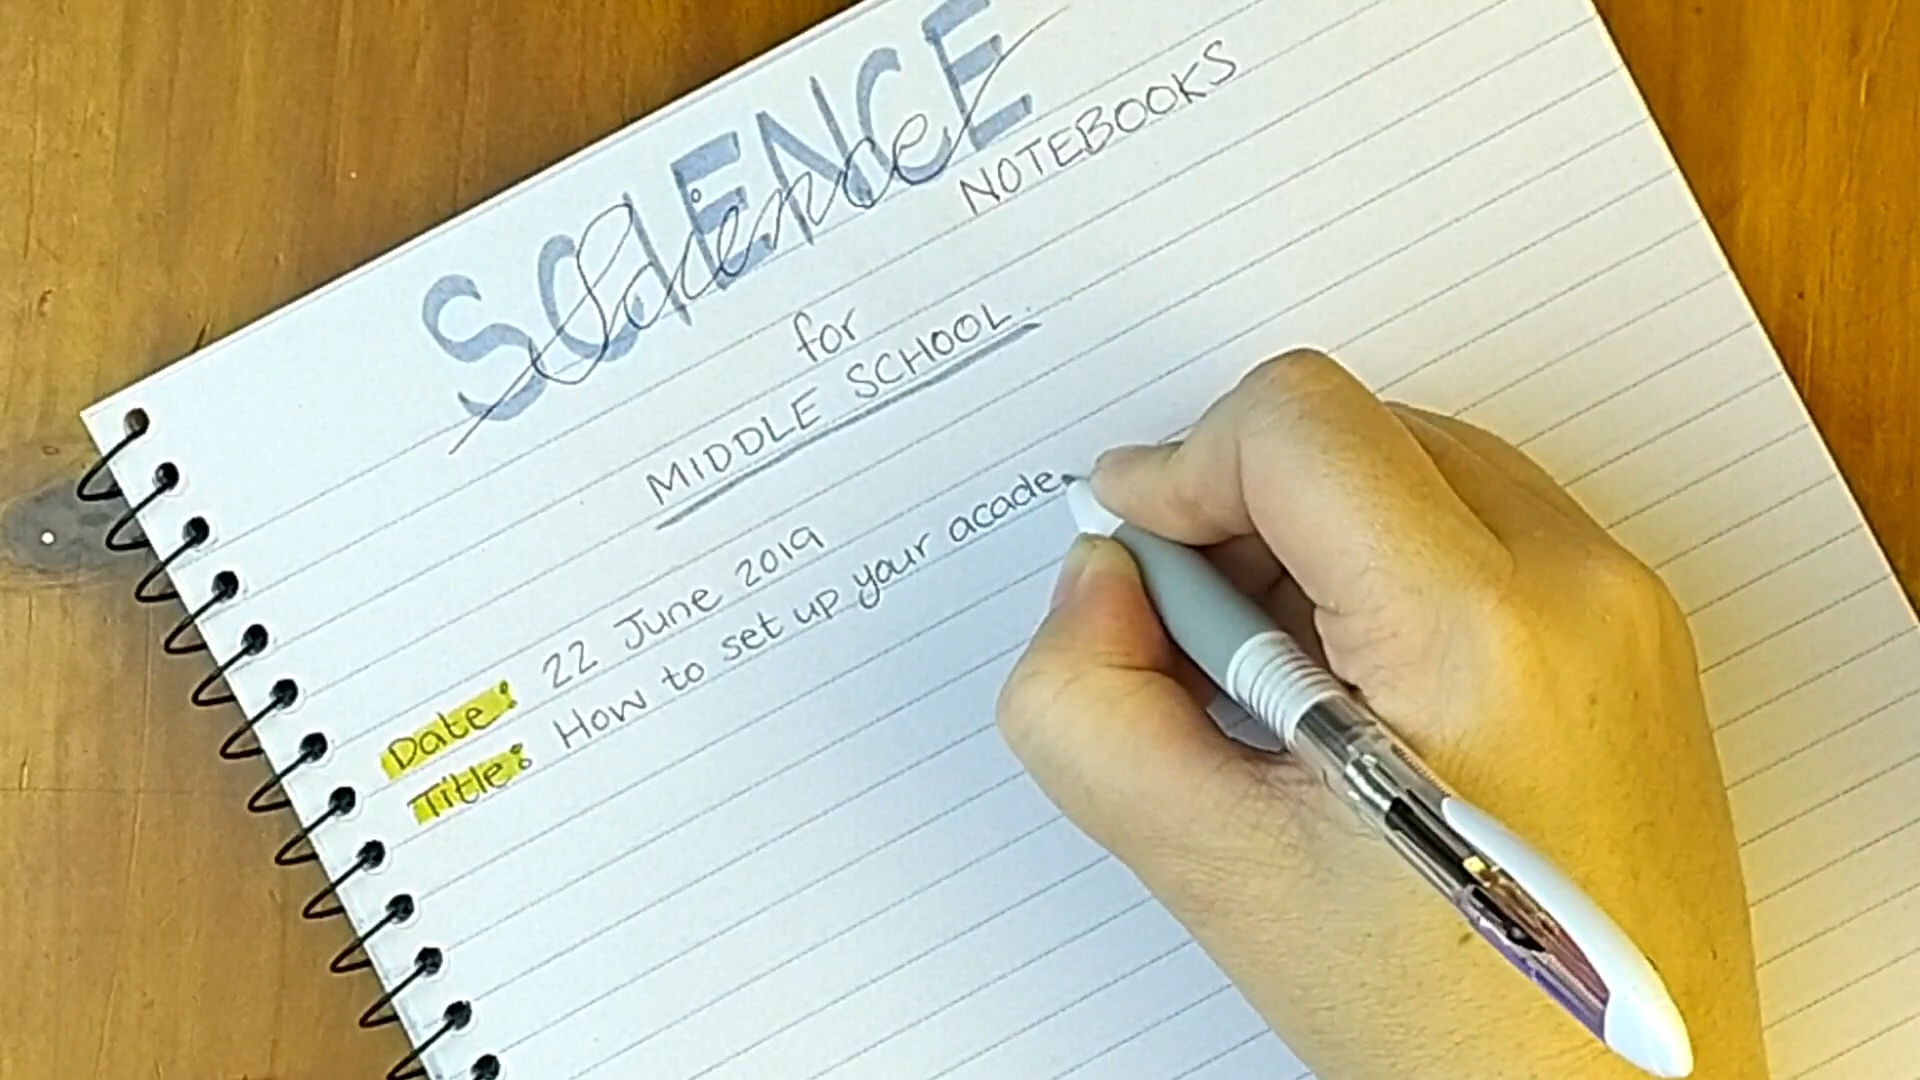 SCIENCE
Science
NOTEBOOKS
for
MIDDLE SCHOOL.
Date: 22 June 2019
Title: How to set up your acade